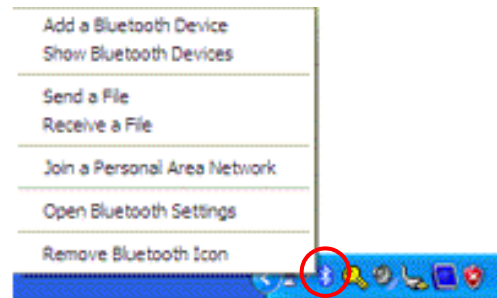 Add a Bluetooth Device
Show Bluetooth Devices
Send a File
Receive a File
Join a Personal Area Network
Open Bluetooth Settings
Remove Bluetooth Icon